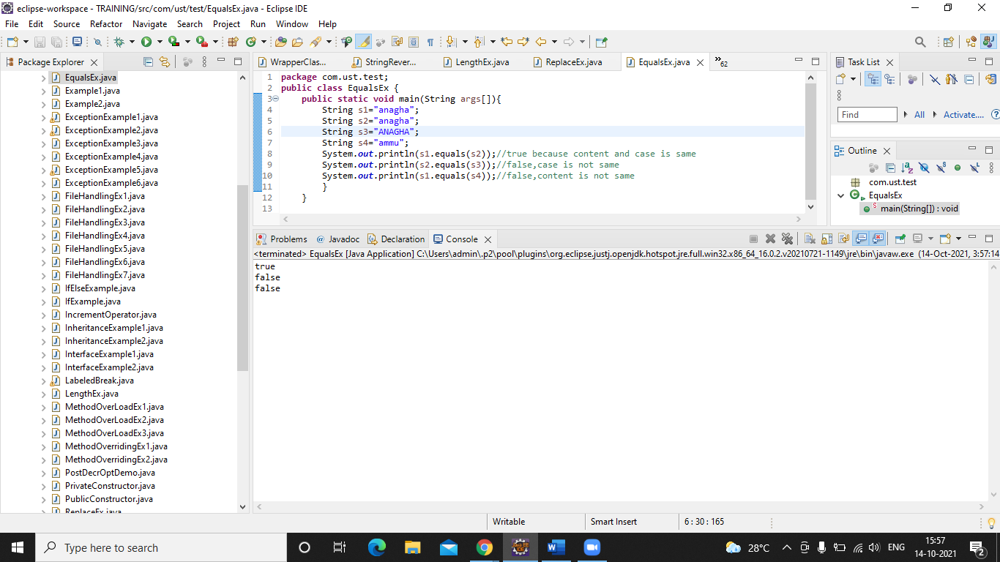 eclipse-workspace - TRAINING/src/com/ust/test/EqualsEx.java - Eclipse IDE
File Edit Source Refactor Navigate Search Project Run Window Help
Package Explorer
EqualsEx.java
Example1.java
Example2.java
ExceptionExample1.java
ExceptionExample2.java
ExceptionExample3.java
ExceptionExample4.java
ExceptionExample5.java
ExceptionExample6.java
FileHandlingEx1.java
FileHandlingEx2.java
FileHandlingEx3.java
FileHandlingEx4.java
FileHandlingEx5.java
FileHandlingEx6.java
FileHandlingEx7.java
IfElseExample.java
IfExample.java
IncrementOperator.java
InheritanceExample1.java
InheritanceExample2.java
InterfaceExample1.java
InterfaceExample2.java
LabeledBreak.java
LengthEx.java
MethodOverLoadEx1.java
MethodOverLoadEx2.java
MethodOverLoadEx3.java
MethodOverridingEx1.java
MethodOverridingEx2.java
PostDecrOptDemo.java
PrivateConstructor.java
PublicConstructor.java
ReplaceEx.java
WrapperClas... StringRever... LengthEx.java ReplaceEx.java EqualsEx.java 62
1 package com.ust.test;
2 public class EqualsEx {
3 public static void main(String args[]){
4 String s1="anagha";
5 String s2="anagha";
6 String s3="ANAGHA";
7 String s4="ammu";
8 System.out.println(s1.equals(s2));//true because content and case is same
9 System.out.println(s2.equals(s3));//false,case is not same
10 System.out.println(s1.equals(s4));//false,content is not same
11 }
12 }
13
Problems @ Javadoc Declaration Console
<terminated> EqualsEx [Java Application] C:\Users\admin\.p2\pool\plugins\org.eclipse.justj.openjdk.hotspot.jre.full.win32.x86_64_16.0.2.v20210721-1149\jre\bin\javaw.exe (14-Oct-2021, 3:57:14
true
false
false
Task List
Find All Activate...
Outline
com.ust.test
EqualsEx
main(String[]) : void
Writable Smart Insert 6 : 30 : 165
Type here to search
28°C ENG
15:57
14-10-2021
2